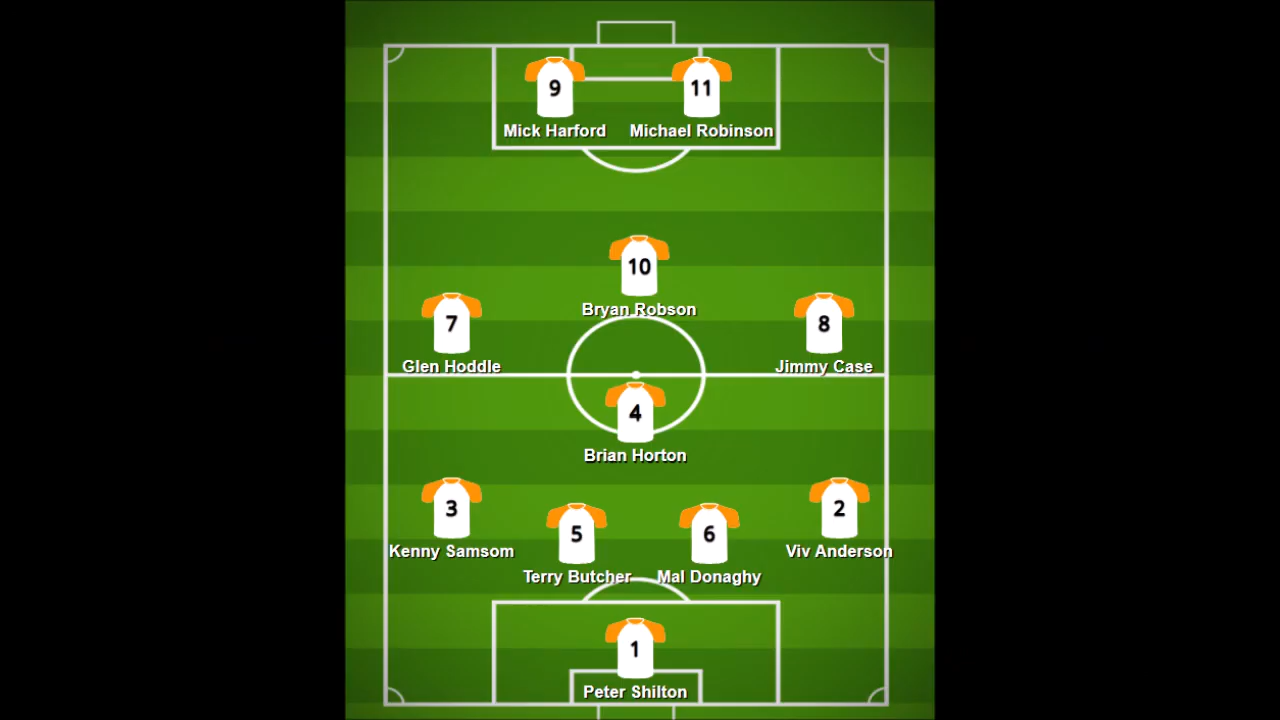 9
11
Mick Harford
Michael Robinson
10
Bryan Robson
7
8
Glen Hoddle
Jimmy Case
4
Brian Horton
3
2
Kenny Samsom
Viv Anderson
5
6
Terry Butcher
Mal Donaghy
1
Peter Shilton